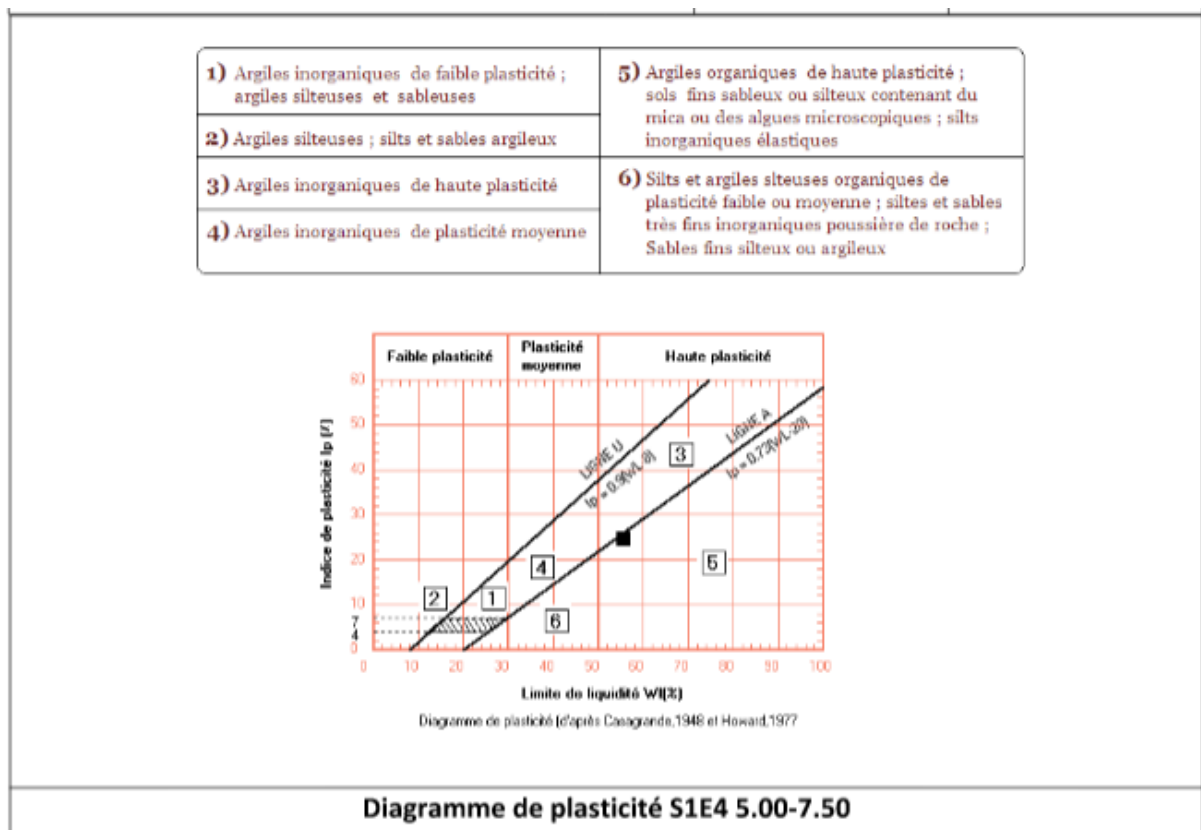 1) Argiles inorganiques de faible plasticité ;
argiles silteuses et sableuses
2) Argiles silteuses ; silts et sables argileux
3) Argiles inorganiques de haute plasticité
4) Argiles inorganiques de plasticité moyenne
5) Argiles organiques de haute plasticité ;
sols fins sableux ou silteux contenant du
mica ou des algues microscopiques ; silts
inorganiques élastiques
6) Silts et argiles slteuses organiques de
plasticité faible ou moyenne ; siltes et sables
très fins inorganiques poussière de roche ;
Sables fins silteux ou argileux
Faible plasticité
Plasticité
moyenne
Haute plasticité
Indice de plasticité Ip (%)
60
50
40
30
20
10
7
4
0
LIGNE U
Ip = 0.9(wL-8)
LIGNE A
Ip = 0.73(wL-20)
1
2
3
4
5
6
0 10 20 30 40 50 60 70 80 90 100
Limite de liquidité Wl(%)
Diagramme de plasticité (d'après Casagrande,1948 et Howard,1977
Diagramme de plasticité S1E4 5.00-7.50